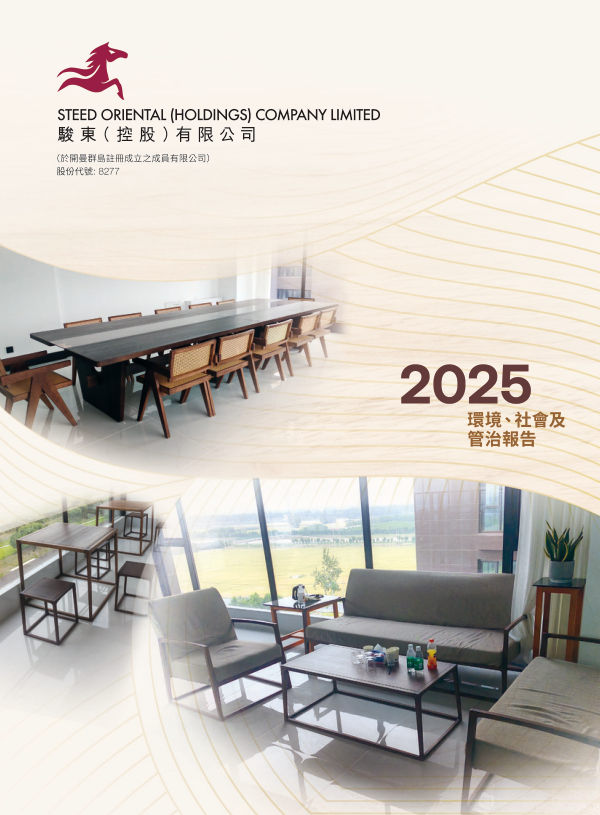 STEED ORIENTAL (HOLDINGS) COMPANY LIMITED
駿東(控股)有限公司
(於開曼群島註冊成立之成員有限公司)
股份代號: 8277
2025
環境、社會及
管治報告